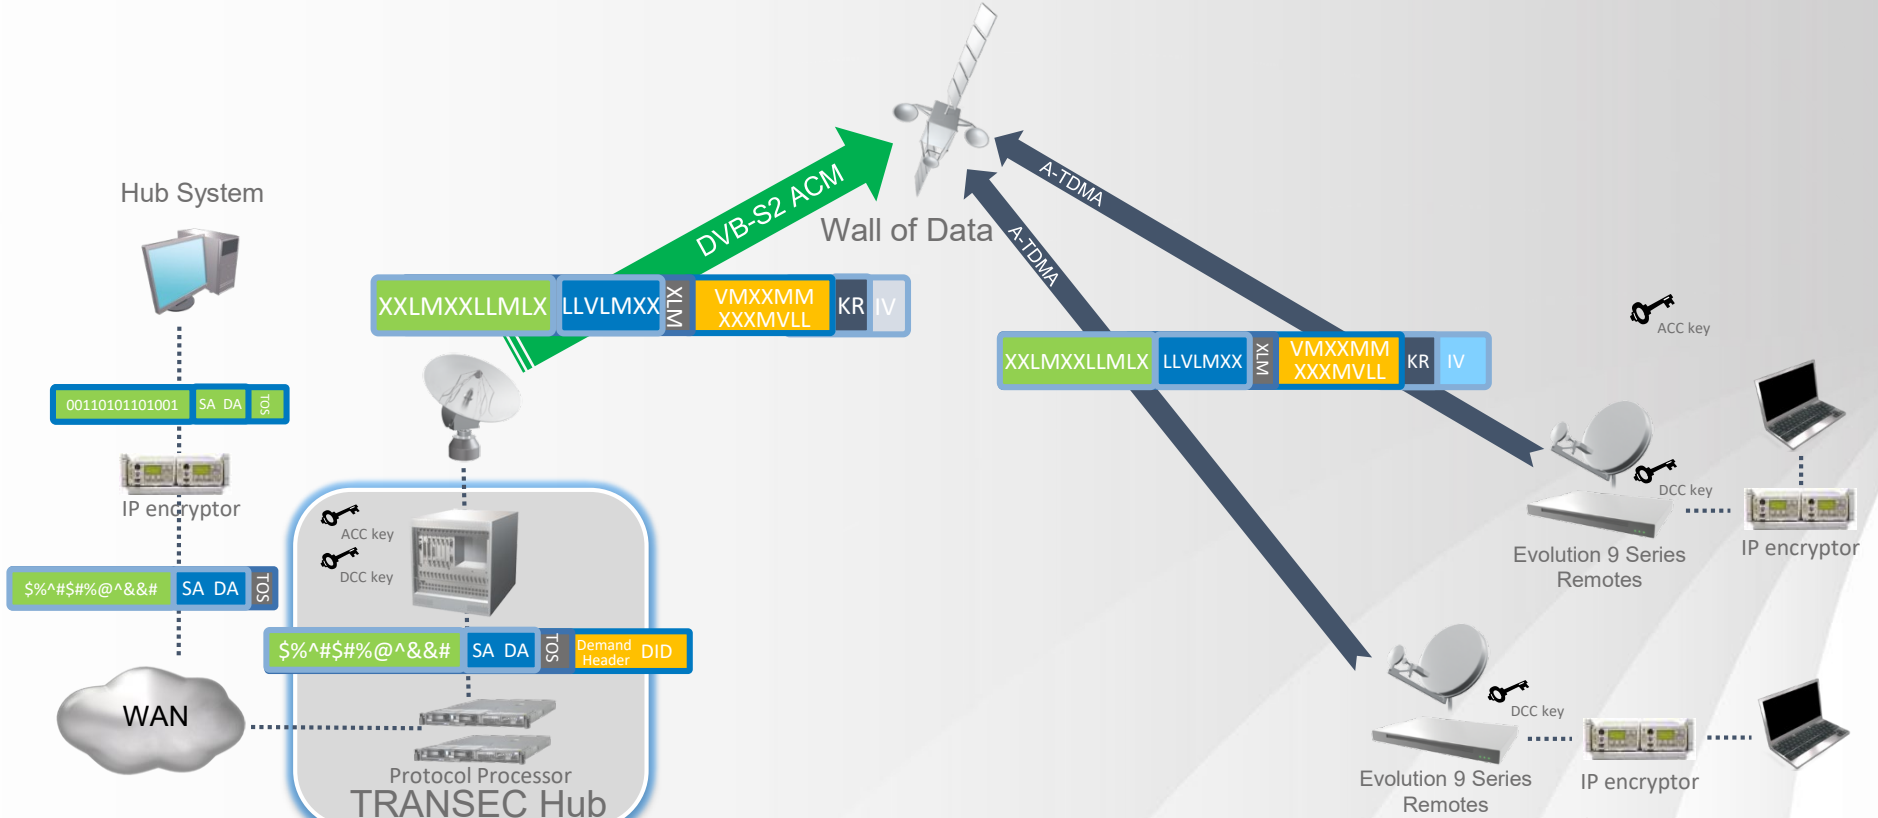 Hub System
00110101101001 SA DA TOS
IP encryptor
$%^#$#%@^&&# SA DA TOS
WAN
DVB-S2 ACM
XXLMXXLLMLX LLVLMXX XLM VMXXMM
XXXMVLL KR IV
ACC key
DCC key
$%^#$#%@^&&# SA DA TOS Demand
Header DID
Protocol Processor
TRANSEC Hub
Wall of Data
A-TDMA
A-TDMA
XXLMXXLLMLX LLVLMXX XLM VMXXMM
XXXMVLL KR IV
ACC key
DCC key
Evolution 9 Series
Remotes
IP encryptor
DCC key
Evolution 9 Series
Remotes
IP encryptor